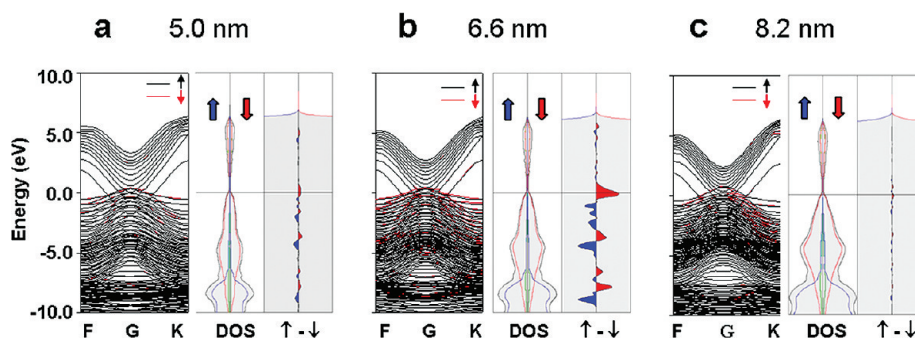 a 5.0 nm
b 6.6 nm
c 8.2 nm
Energy (eV)
10.0
5.0
0.0
-5.0
-10.0
F G K DOS ↑ - ↓
F G K DOS ↑ - ↓
F G K DOS ↑ - ↓